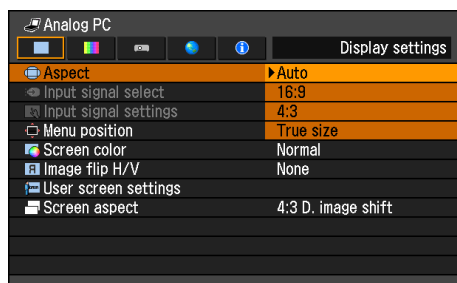 Analog PC
Display settings
Aspect ▶Auto
Input signal select 16:9
Input signal settings 4:3
Menu position True size
Screen color Normal
Image flip H/V None
User screen settings
Screen aspect 4:3 D. image shift